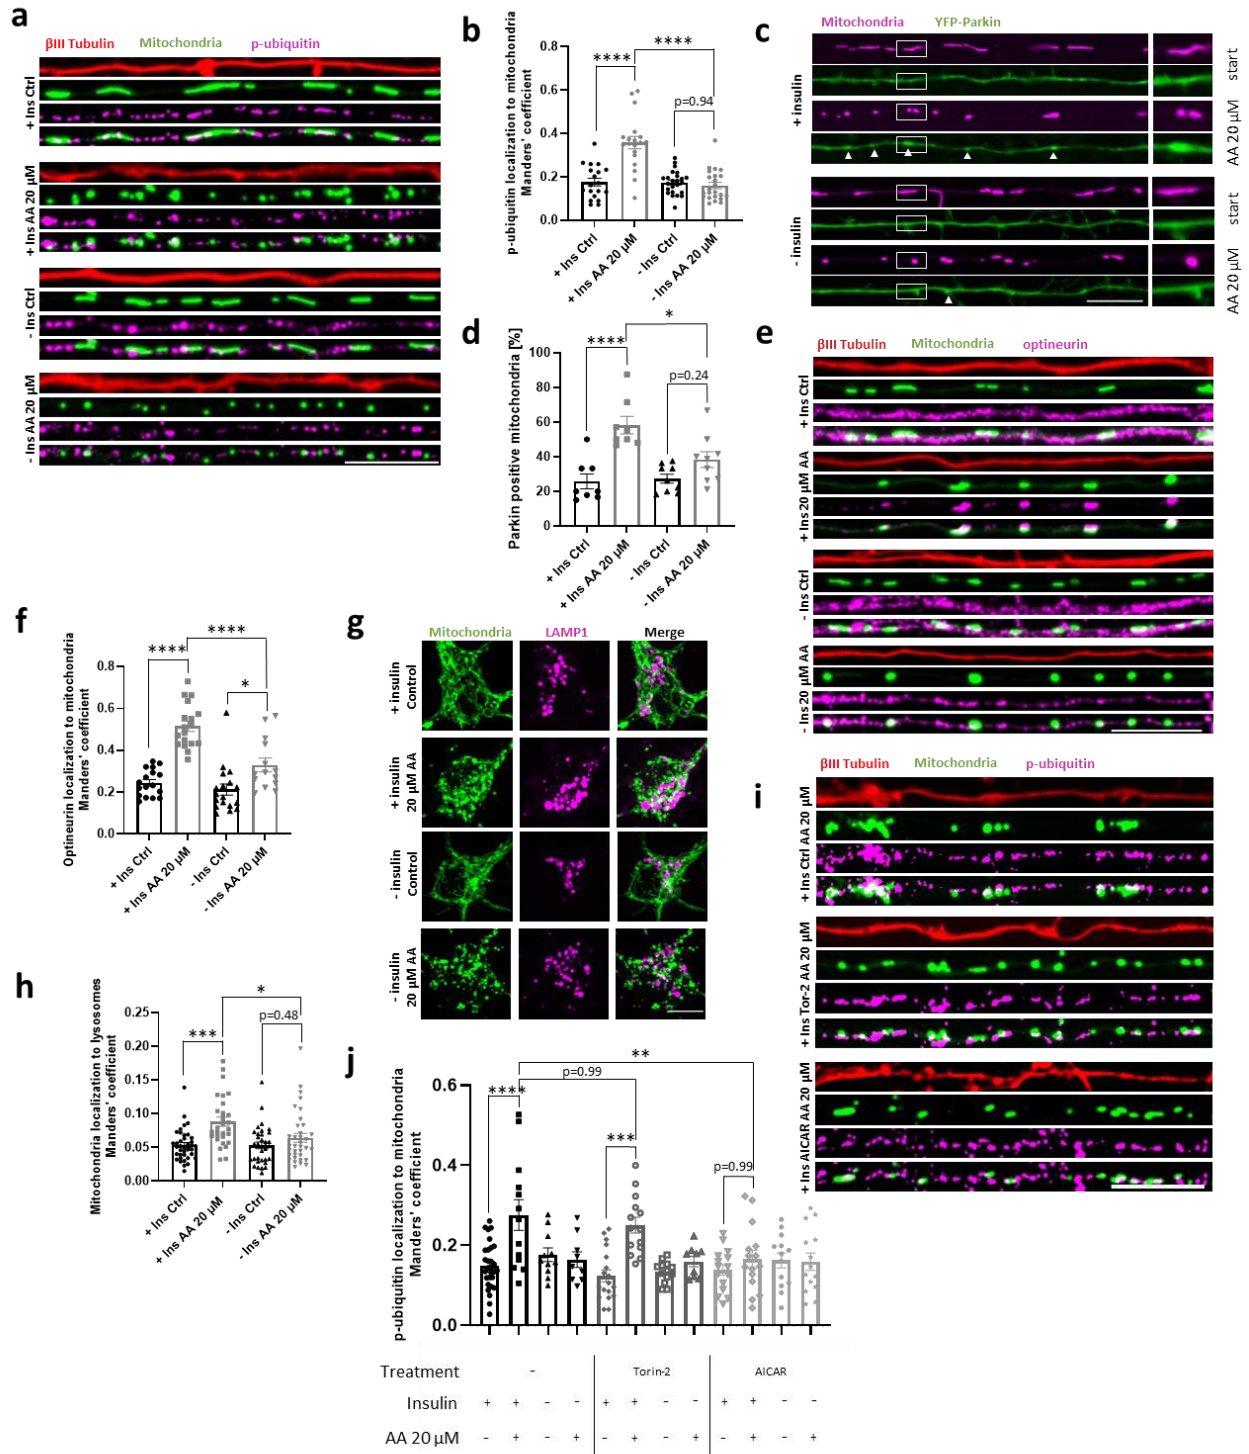 a
βIII Tubulin Mitochondria p-ubiquitin
+ Ins Ctrl
+ Ins AA 20 μM
- Ins Ctrl
- Ins AA 20 μM
b
p-ubiquitin localization to mitochondria
Manders' coefficient
0.8
0.6
0.4
0.2
0.0
****
****
p=0.94
+ Ins Ctrl
+ Ins AA 20 μM
- Ins Ctrl
- Ins AA 20 μM
c
Mitochondria YFP-Parkin
+ insulin
- insulin
start
AA 20 μM
start
AA 20 μM
d
Parkin positive mitochondria [%]
100
80
60
40
20
0
****
*
p=0.24
+ Ins Ctrl
+ Ins AA 20 μM
- Ins Ctrl
- Ins AA 20 μM
e
βIII Tubulin Mitochondria optineurin
+ Ins Ctrl
+ Ins 20 μM AA
- Ins Ctrl
- Ins 20 μM AA
f
Optineurin localization to mitochondria
Manders' coefficient
0.8
0.6
0.4
0.2
0.0
****
****
*
+ Ins Ctrl
+ Ins AA 20 μM
- Ins Ctrl
- Ins AA 20 μM
g
Mitochondria LAMP1 Merge
+ insulin
Control
+ insulin
20 μM AA
- insulin
Control
- insulin
20 μM AA
h
Mitochondria localization to lysosomes
Manders' coefficient
0.25
0.20
0.15
0.10
0.05
0.00
***
*
p=0.48
+ Ins Ctrl
+ Ins AA 20 μM
- Ins Ctrl
- Ins AA 20 μM
i
βIII Tubulin Mitochondria p-ubiquitin
+ Ins Ctrl AA 20 μM
+ Ins Tor-2 AA 20 μM
+ Ins AICAR AA 20 μM
j
p-ubiquitin localization to mitochondria
Manders' coefficient
0.6
0.4
0.2
0.0
**
p=0.99
****
***
p=0.99
Treatment - Torin-2 AICAR
Insulin + + - - + + - - + + - -
AA 20 μM - + - + - + - + - + - +